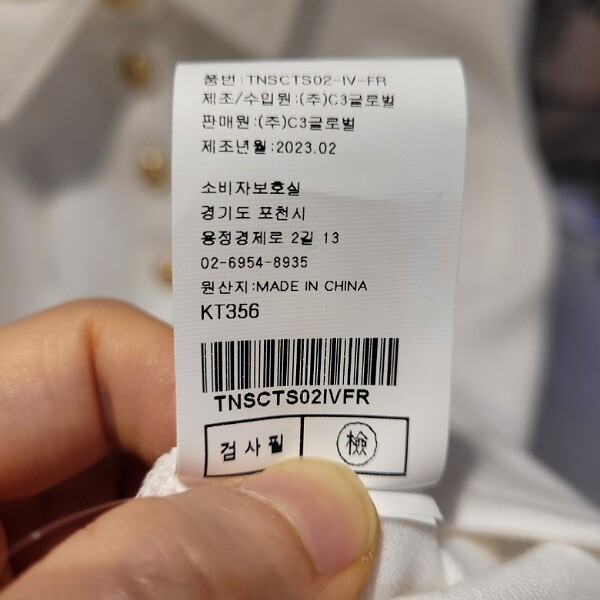 품번:TNSCTS02-IV-FR
제조/수입원:(주)C3글로벌
판매원:(주)C3글로벌
제조년월:2023.02
소비자보호실
경기도 포천시
용정경제로 2길 13
02-6954-8935
원산지:MADE IN CHINA
KT356
TNSCTS02IVFR
검사필 檢